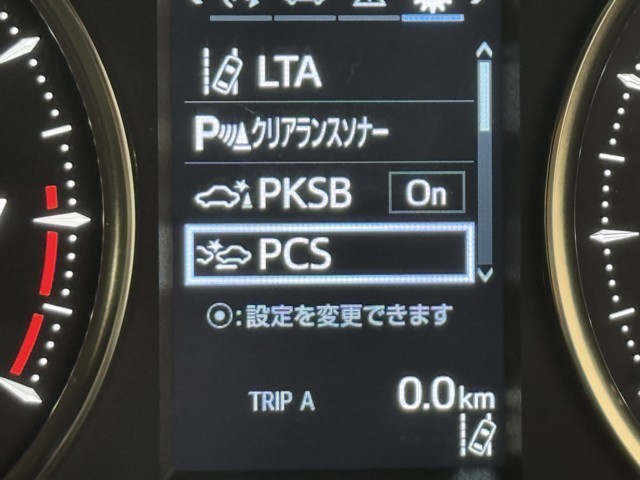 LTA
Pクリアランスソナー
PKSB On
PCS
⦿:設定を変更できます
TRIP A 0.0km